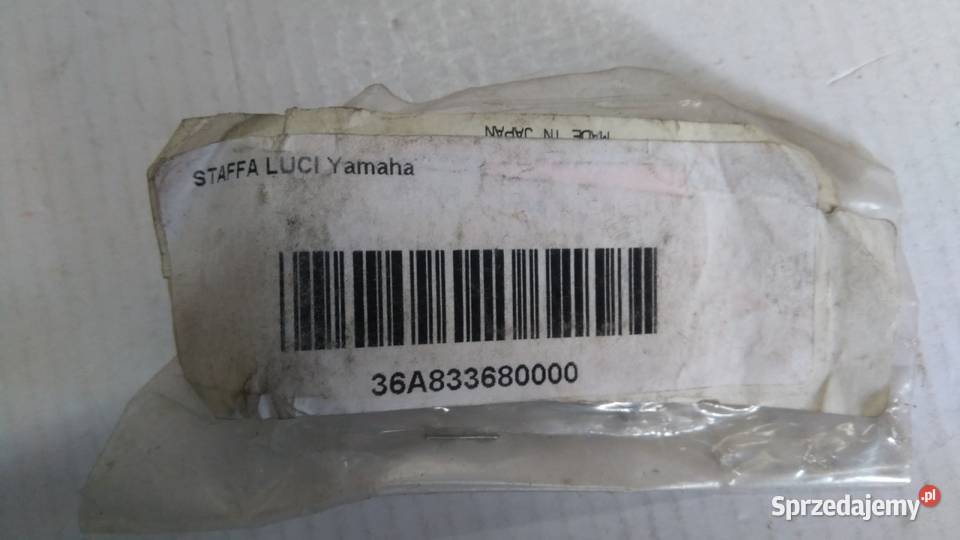 MADE IN JAPAN
STAFFA LUCI Yamaha
36A833680000
Sprzedajemy.pl